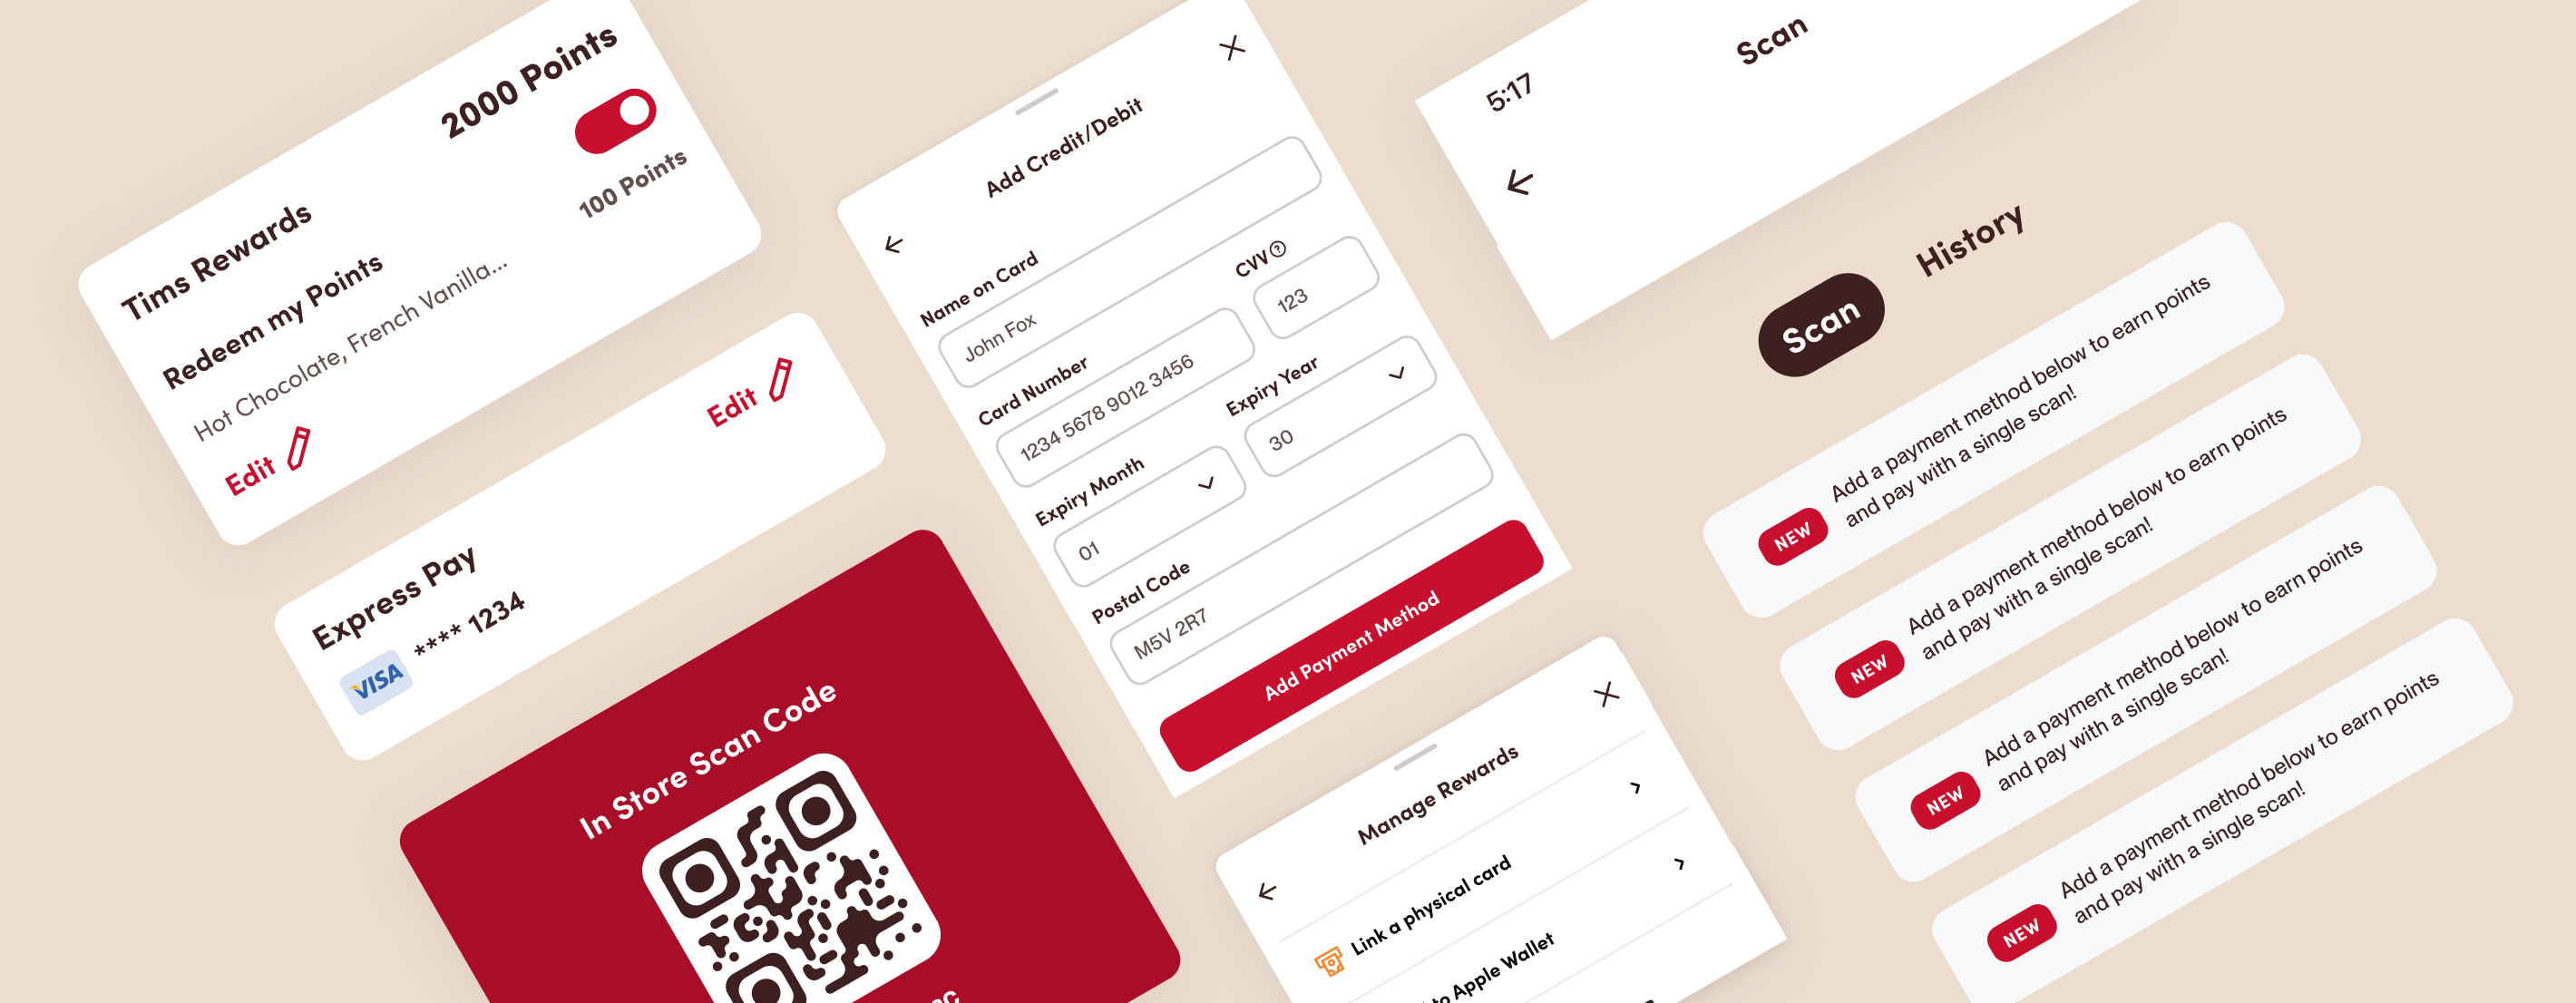 Tims Rewards
2000 Points
Redeem my Points
Hot Chocolate, French Vanilla...
100 Points
Edit
Express Pay
Edit
VISA
**** 1234
In Store Scan Code
Add Credit/Debit
Name on Card
John Fox
Card Number
CVV
?
1234 5678 9012 3456
123
Expiry Month
Expiry Year
01
30
Postal Code
M5V 2R7
Add Payment Method
Manage Rewards
Link a physical card
to Apple Wallet
5:17
Scan
Scan
History
NEW
Add a payment method below to earn points
and pay with a single scan!
NEW
Add a payment method below to earn points
and pay with a single scan!
NEW
Add a payment method below to earn points
and pay with a single scan!
NEW
Add a payment method below to earn points
and pay with a single scan!